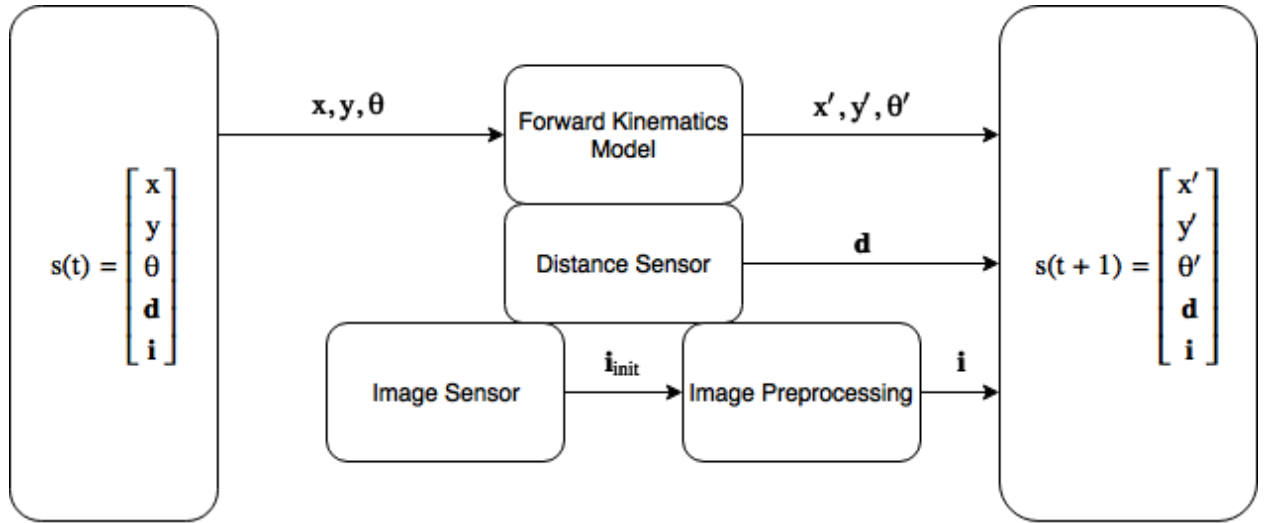 x, y, θ
Forward Kinematics
Model
x′, y′, θ′
s(t) = [ x
y
θ
d
i ]
Distance Sensor
d
s(t + 1) = [ x′
y′
θ′
d
i ]
Image Sensor
i_init
Image Preprocessing
i